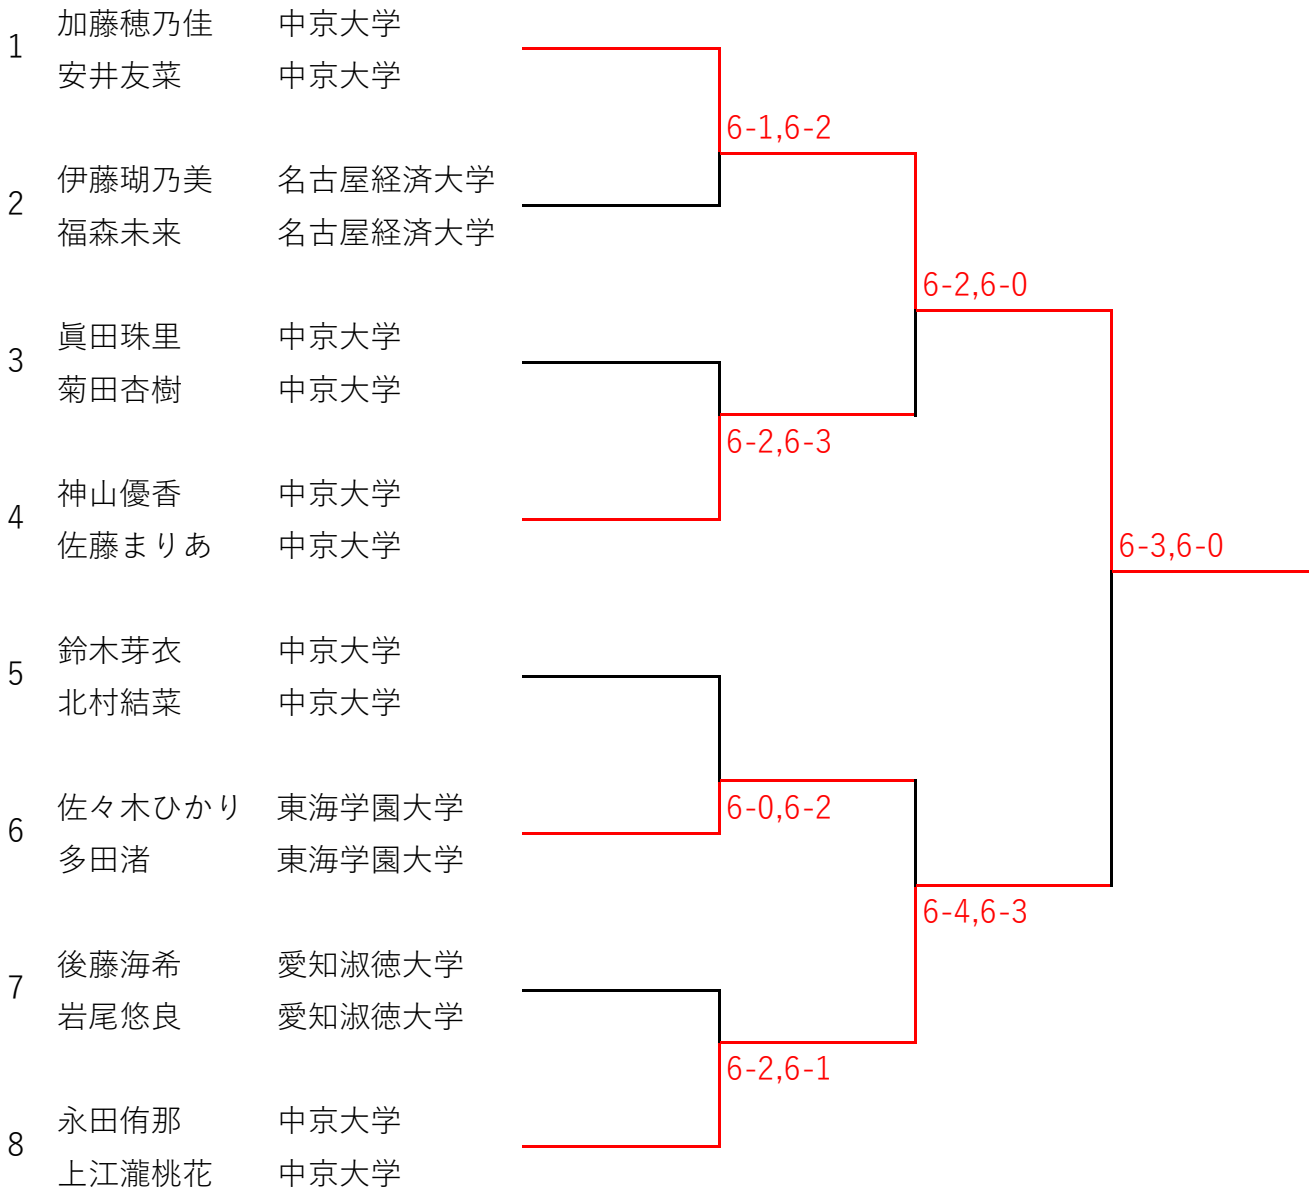 加藤穂乃佳 中京大学
1
安井友菜 中京大学
6-1,6-2
伊藤瑚乃美 名古屋経済大学
2
福森未来 名古屋経済大学
6-2,6-0
眞田珠里 中京大学
3
菊田杏樹 中京大学
6-2,6-3
神山優香 中京大学
4
佐藤まりあ 中京大学
6-3,6-0
鈴木芽衣 中京大学
5
北村結菜 中京大学
佐々木ひかり 東海学園大学
6-0,6-2
6
多田渚 東海学園大学
6-4,6-3
後藤海希 愛知淑徳大学
7
岩尾悠良 愛知淑徳大学
6-2,6-1
永田侑那 中京大学
8
上江瀧桃花 中京大学